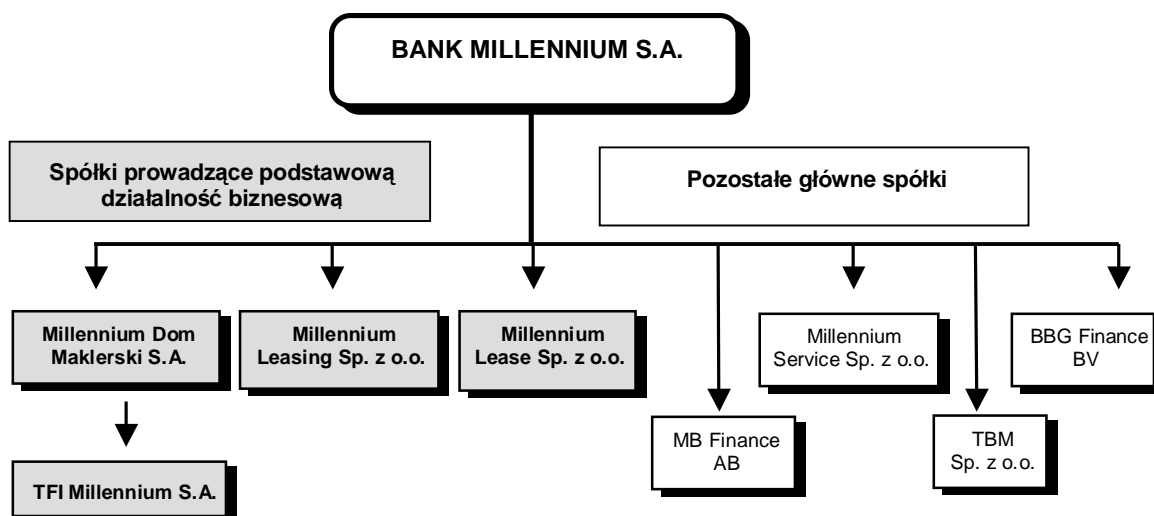 BANK MILLENNIUM S.A.
Spółki prowadzące podstawową
działalność biznesową
Pozostałe główne spółki
Millennium Dom
Maklerski S.A.
Millennium
Leasing Sp. z o.o.
Millennium
Lease Sp. z o.o.
Millennium
Service Sp. z o.o.
BBG Finance
BV
MB Finance
AB
TBM
Sp. z o.o.
TFI Millennium S.A.